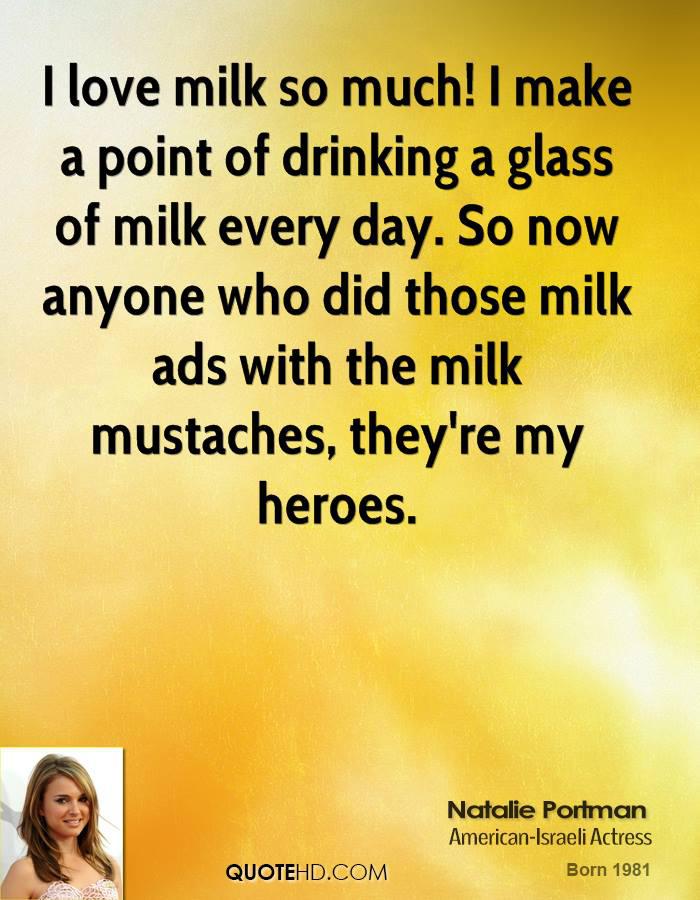 I love milk so much! I make
a point of drinking a glass
of milk every day. So now
anyone who did those milk
ads with the milk
mustaches, they're my
heroes.
Natalie Portman
American-Israeli Actress
Born 1981
QUOTEHD.COM